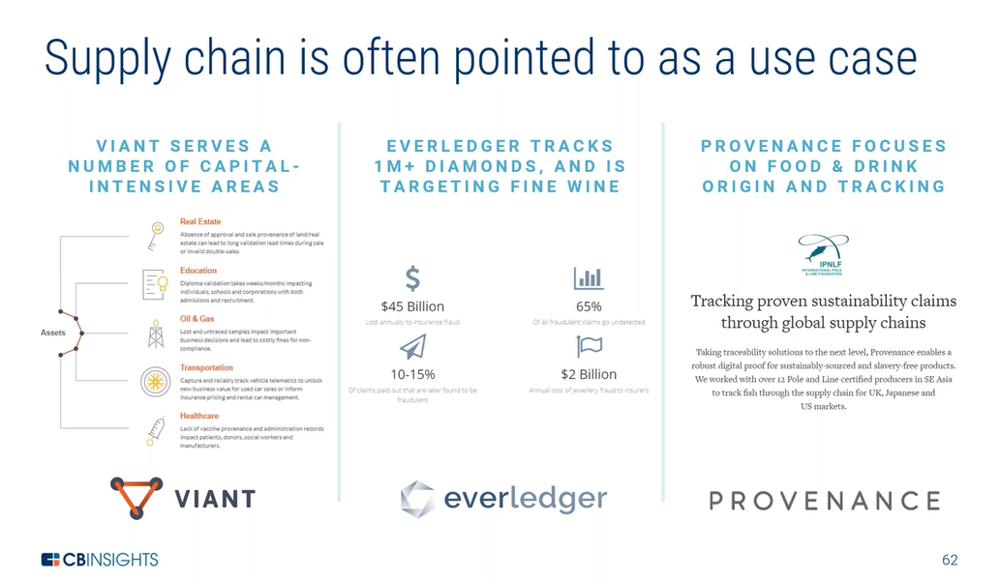 Supply chain is often pointed to as a use case
VIANT SERVES A
NUMBER OF CAPITAL-
INTENSIVE AREAS
Assets
Real Estate
Absence of approval and sale provenance of land/real
estate can lead to long validation lead times during sale
or invalid double-sales.
Education
Diploma validation takes weeks/months impacting
individuals, schools and corporations with both
admissions and recruitment.
Oil & Gas
Lost and untraced samples impact important
business decisions and lead to costly fines for non-
compliance.
Transportation
Capture and reliably track vehicle telematics to unlock
new business value for used car sales or inform
insurance pricing and rental car management.
Healthcare
Lack of vaccine provenance and administration records
impact patients, donors, social workers and
manufacturers.
VIANT
EVERLEDGER TRACKS
1M+ DIAMONDS, AND IS
TARGETING FINE WINE
$45 Billion
Lost annually to insurance fraud
65%
Of all fraudulent claims go undetected
10-15%
Of claims paid out that are later found to be
fraudulent
$2 Billion
Annual cost of jewellery fraud to insurers
everledger
PROVENANCE FOCUSES
ON FOOD & DRINK
ORIGIN AND TRACKING
IPNLF
INTERNATIONAL POLE
& LINE FOUNDATION
Tracking proven sustainability claims
through global supply chains
Taking traceability solutions to the next level, Provenance enables a
robust digital proof for sustainably-sourced and slavery-free products.
We worked with over 12 Pole and Line certified producers in SE Asia
to track fish through the supply chain for UK, Japanese and
US markets.
PROVENANCE
CBINSIGHTS
62